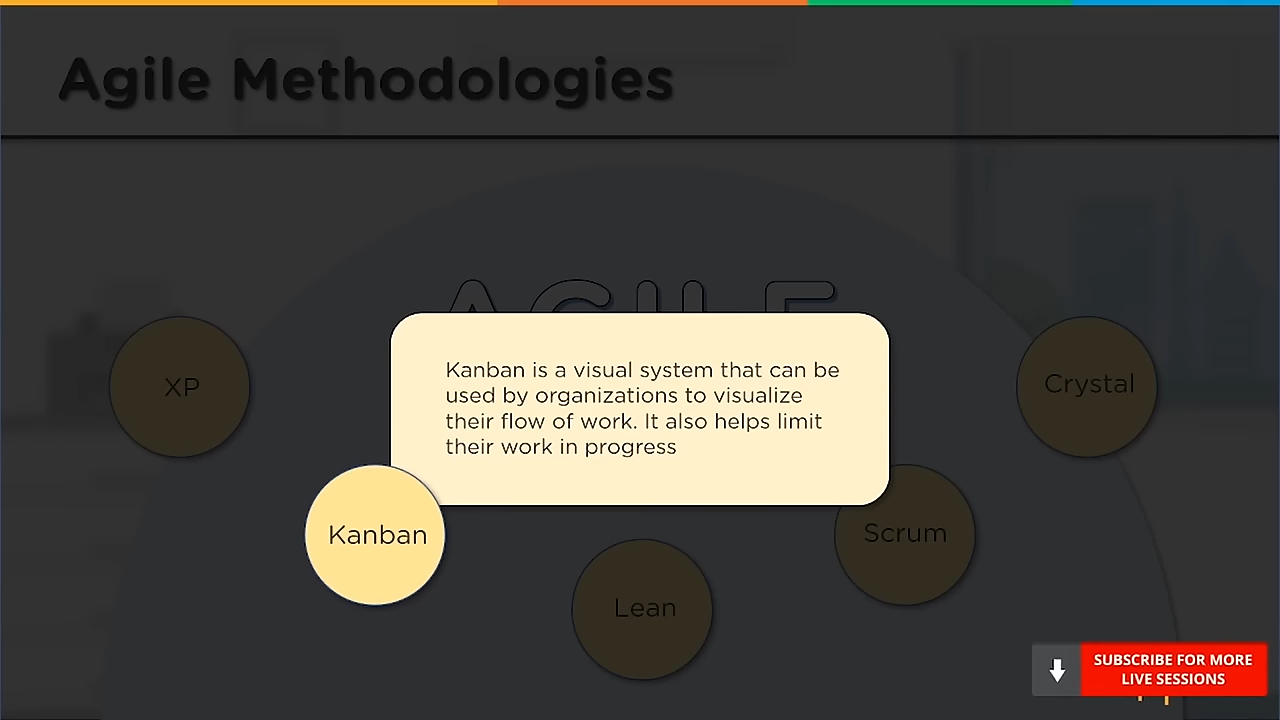 Agile Methodologies
AGILE
XP
Crystal
Kanban is a visual system that can be
used by organizations to visualize
their flow of work. It also helps limit
their work in progress
Kanban
Scrum
Lean
SUBSCRIBE FOR MORE
LIVE SESSIONS